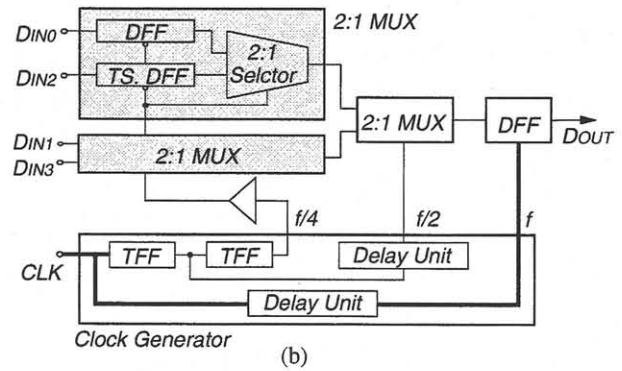 2:1 MUX
DIN0
DFF
2:1
Selctor
DIN2
TS. DFF
2:1 MUX
DFF
DOUT
DIN1
2:1 MUX
DIN3
f/4
f/2
f
TFF
TFF
Delay Unit
CLK
Delay Unit
Clock Generator
(b)